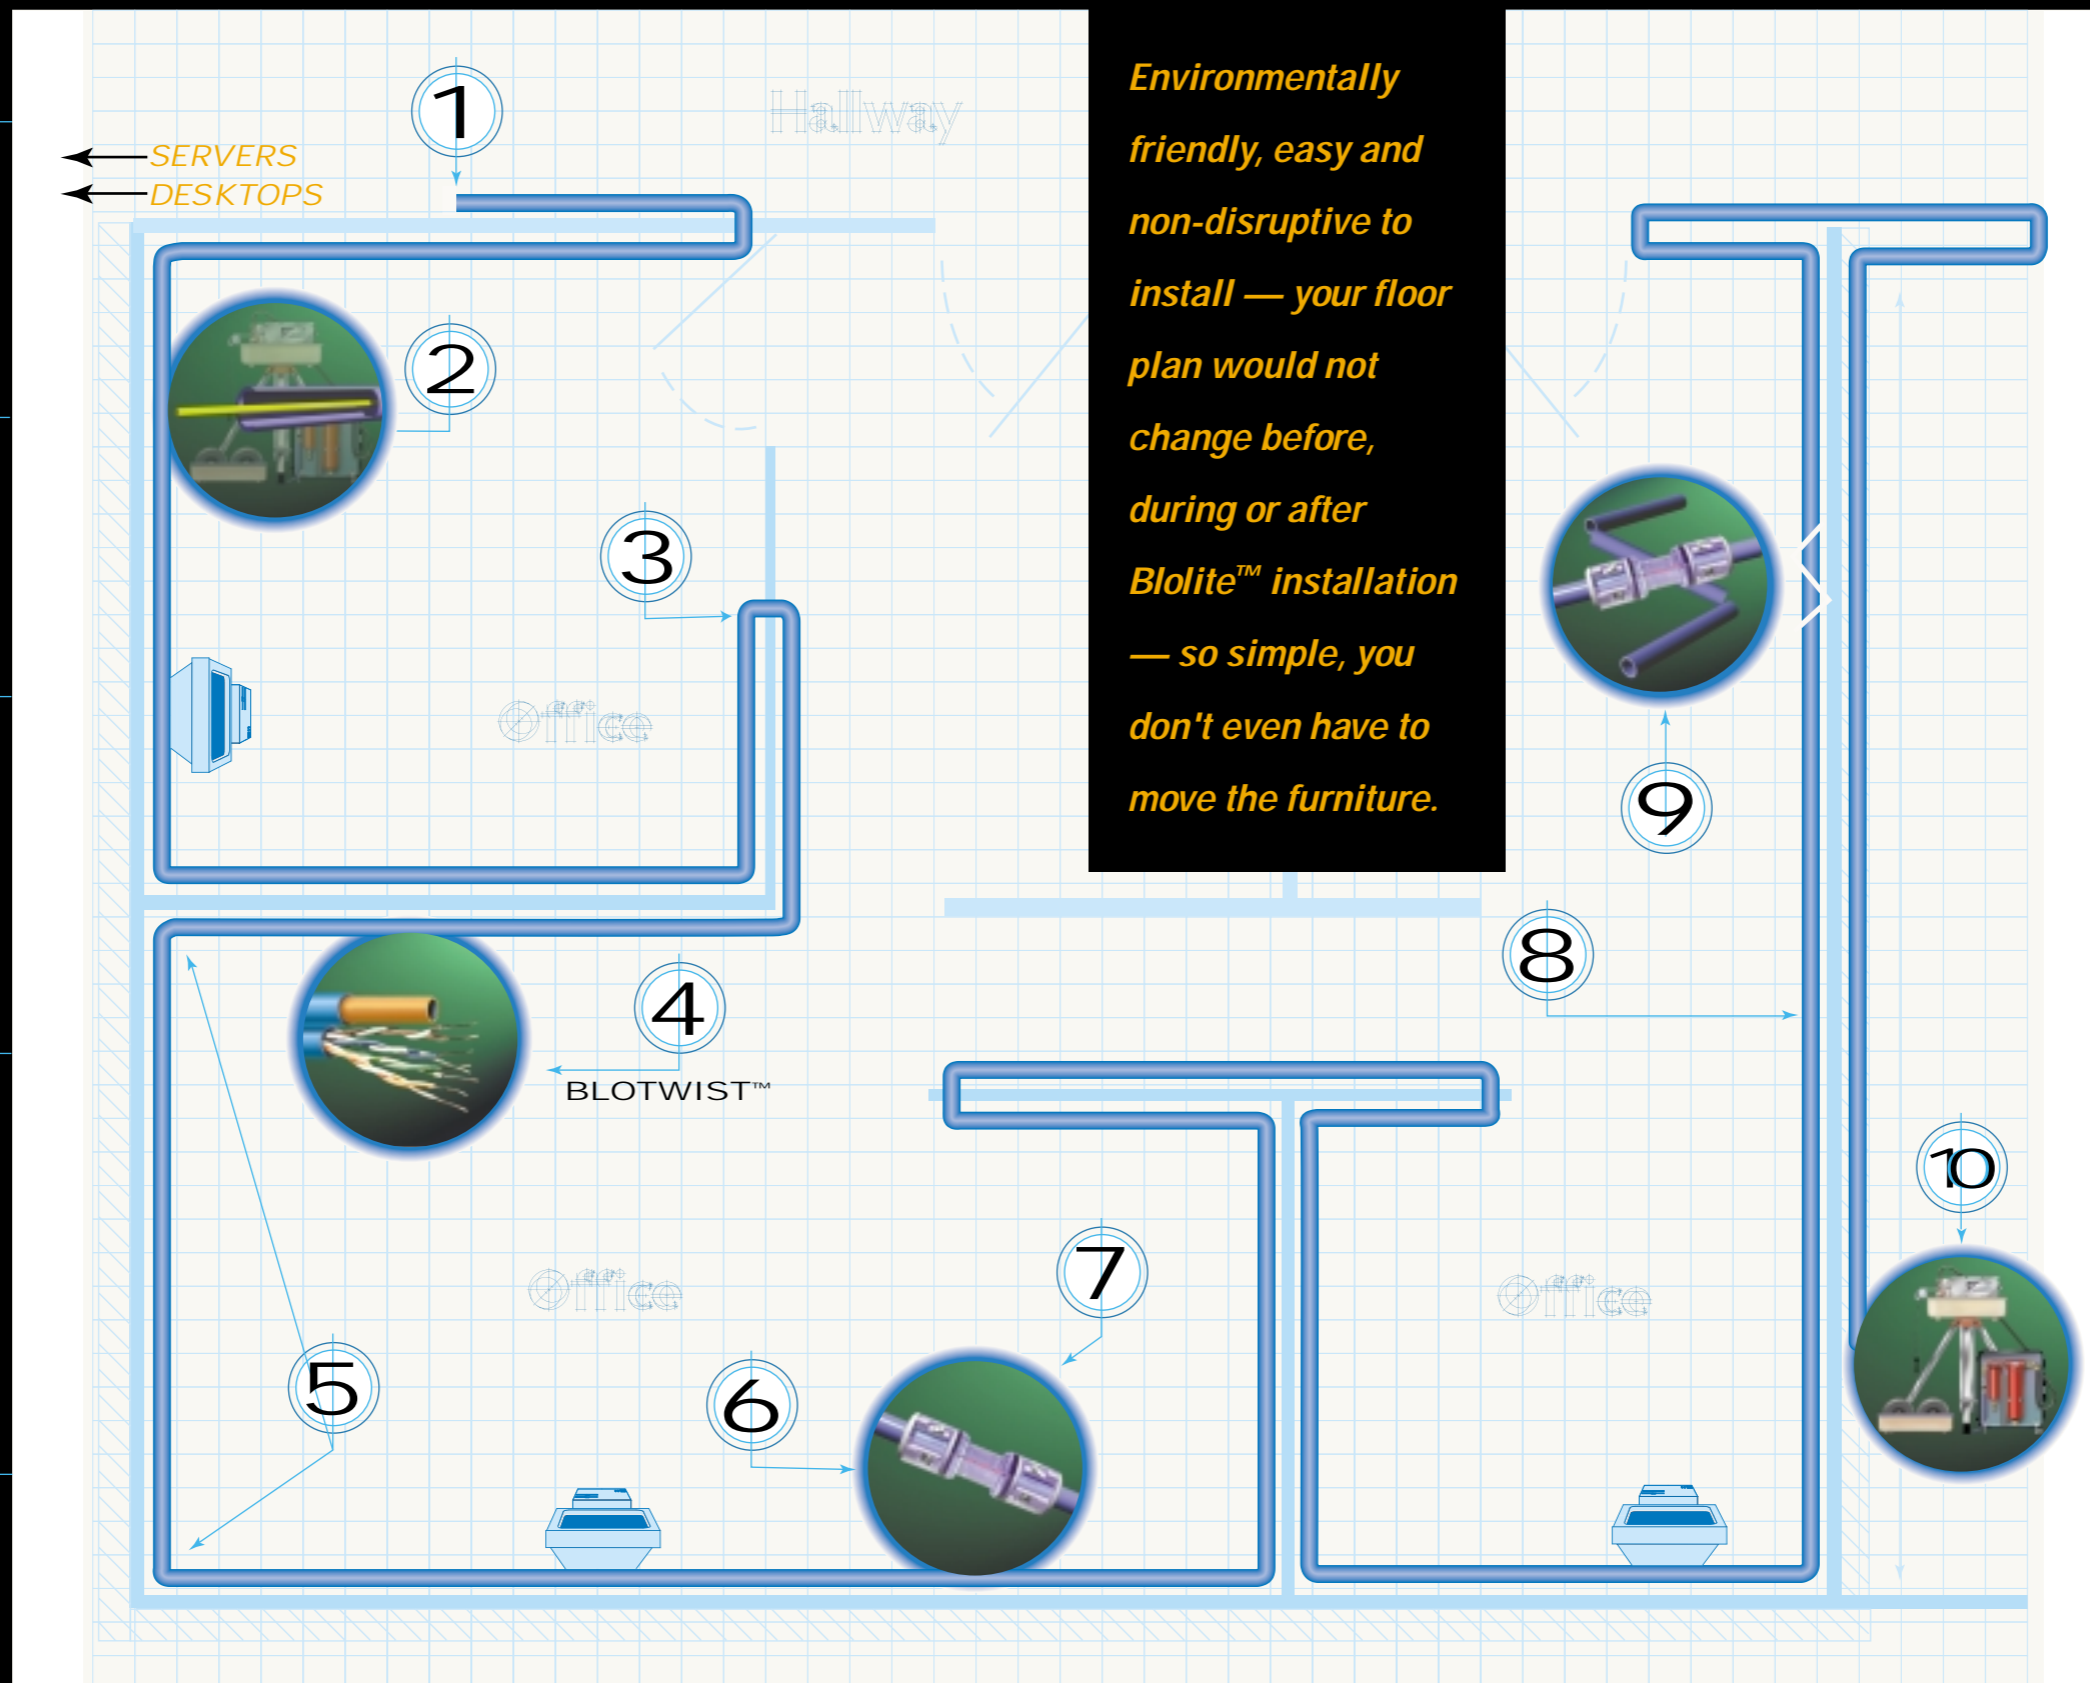 1
Hallway
SERVERS
DESKTOPS
Environmentally
friendly, easy and
non-disruptive to
install — your floor
plan would not
change before,
during or after
Blolite™ installation
— so simple, you
don't even have to
move the furniture.
2
3
Office
9
8
4
BLOTWIST™
10
7
Office
Office
5
6